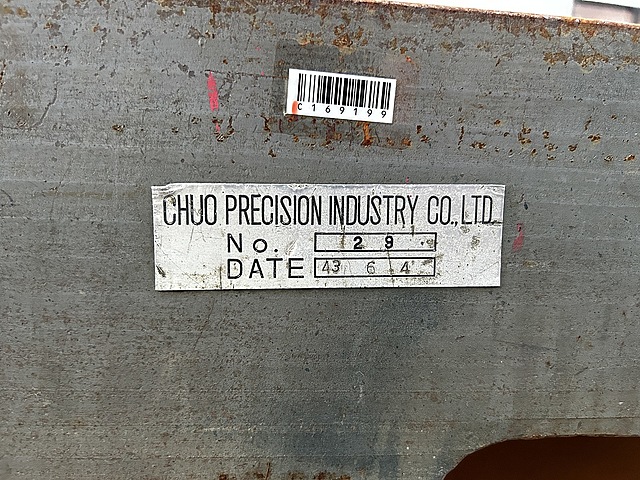 C169199
CHUO PRECISION INDUSTRY CO.,LTD.
No. 29
DATE 43 6 4